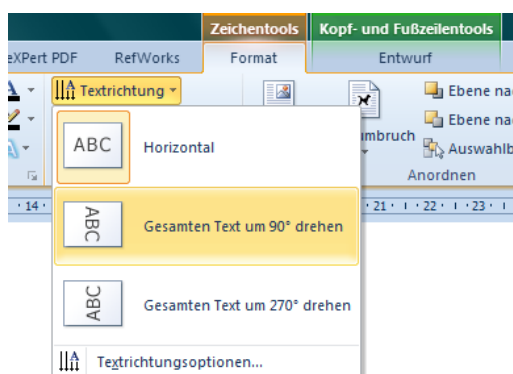 Zeichentools Kopf- und Fußzeilentools
eXPert PDF RefWorks Format Entwurf
Textrichtung
Ebene na
Ebene na
mbruch
Auswahlb
Anordnen
14 21 22 23
ABC Horizontal
ABC Gesamten Text um 90° drehen
ABC Gesamten Text um 270° drehen
Textrichtungsoptionen...